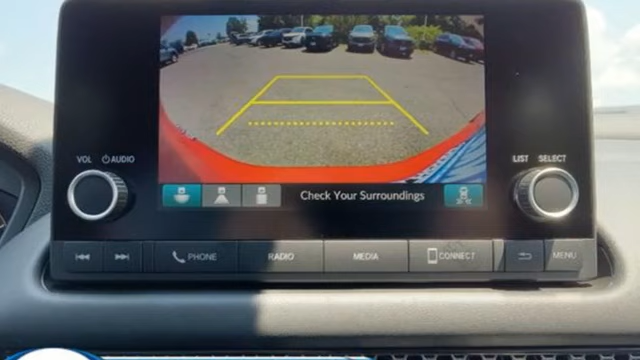 VOL AUDIO
LIST SELECT
Check Your Surroundings
PHONE RADIO MEDIA CONNECT MENU